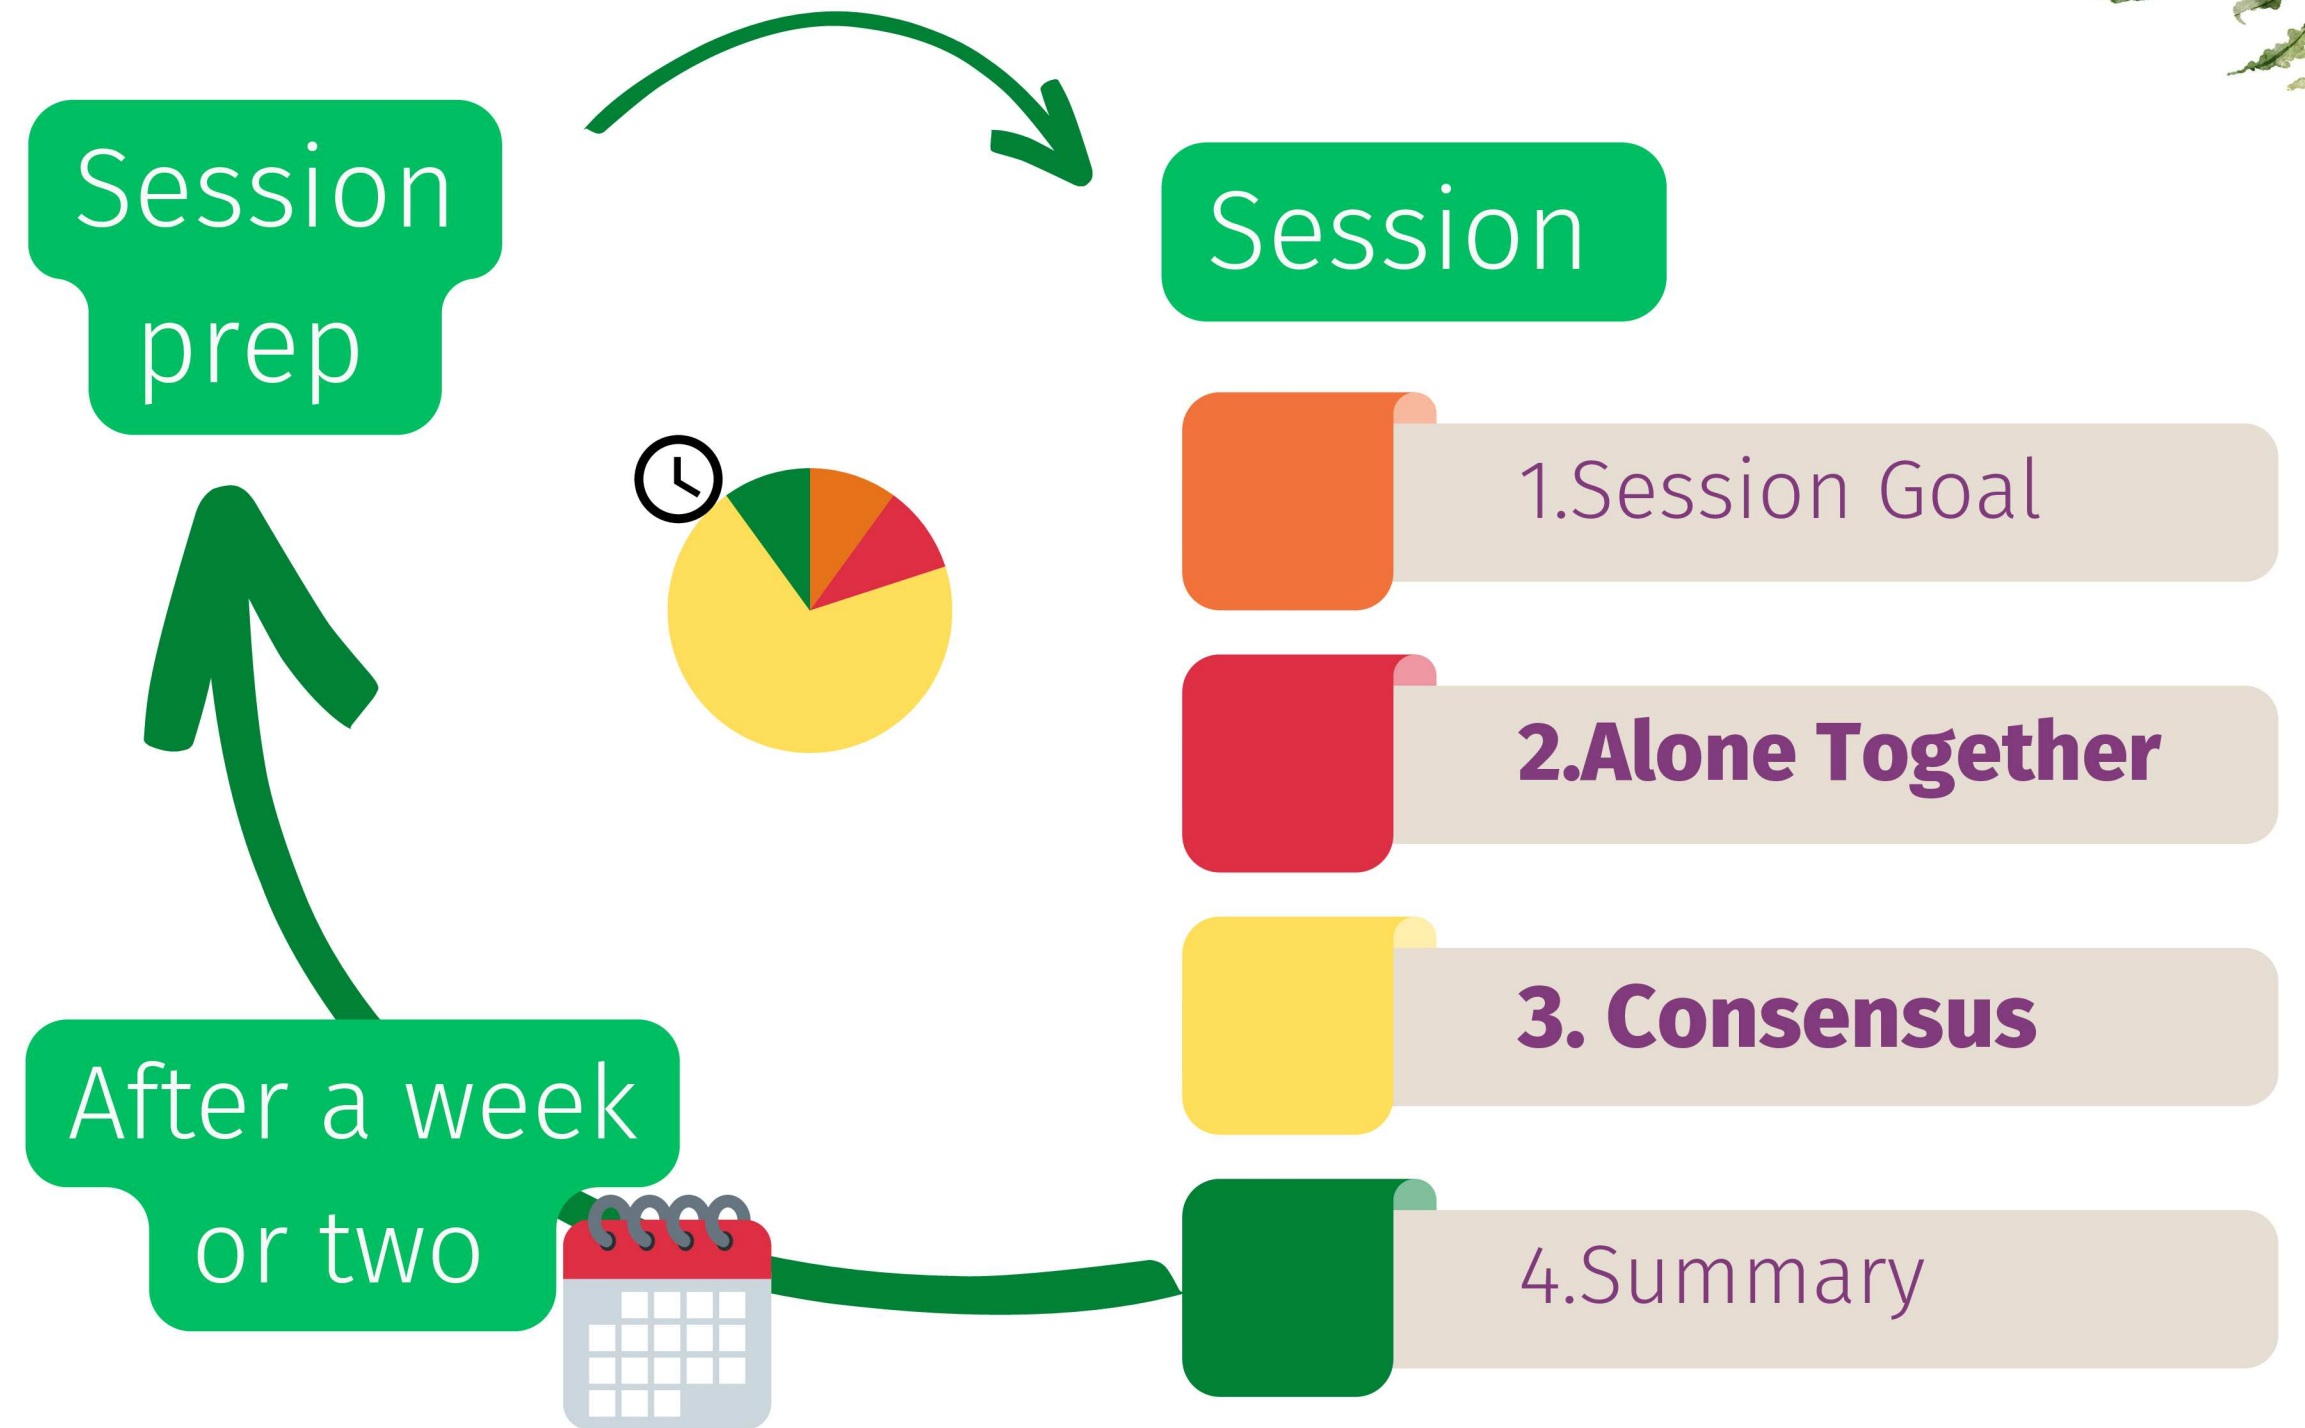 Session
prep
Session
1.Session Goal
2.Alone Together
3. Consensus
4.Summary
After a week
or two